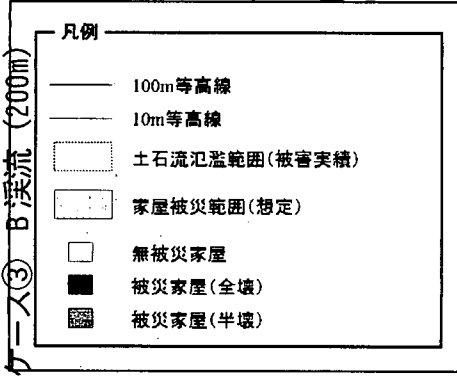 ケース③ B渓流 (200m)
凡例
100m等高線
10m等高線
土石流氾濫範囲(被害実績)
家屋被災範囲(想定)
無被災家屋
被災家屋(全壊)
被災家屋(半壊)